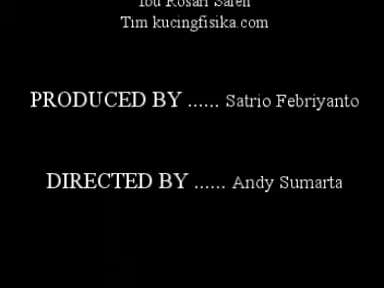 Ibu Rosari Saleh
Tim kucingfisika.com
PRODUCED BY ...... Satrio Febriyanto
DIRECTED BY ...... Andy Sumarta